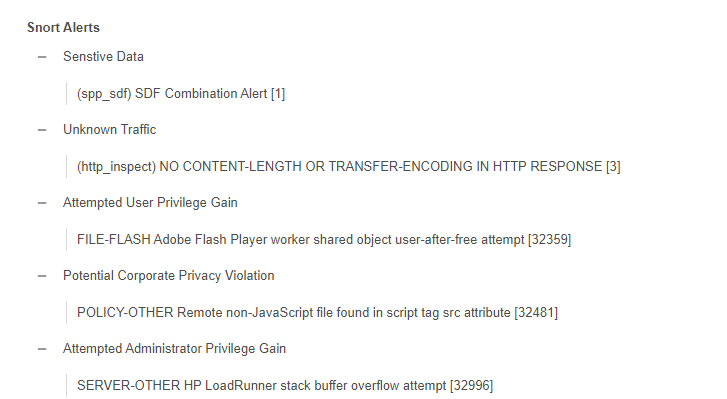 Snort Alerts
Senstive Data
(spp_sdf) SDF Combination Alert [1]
Unknown Traffic
(http_inspect) NO CONTENT-LENGTH OR TRANSFER-ENCODING IN HTTP RESPONSE [3]
Attempted User Privilege Gain
FILE-FLASH Adobe Flash Player worker shared object user-after-free attempt [32359]
Potential Corporate Privacy Violation
POLICY-OTHER Remote non-JavaScript file found in script tag src attribute [32481]
Attempted Administrator Privilege Gain
SERVER-OTHER HP LoadRunner stack buffer overflow attempt [32996]